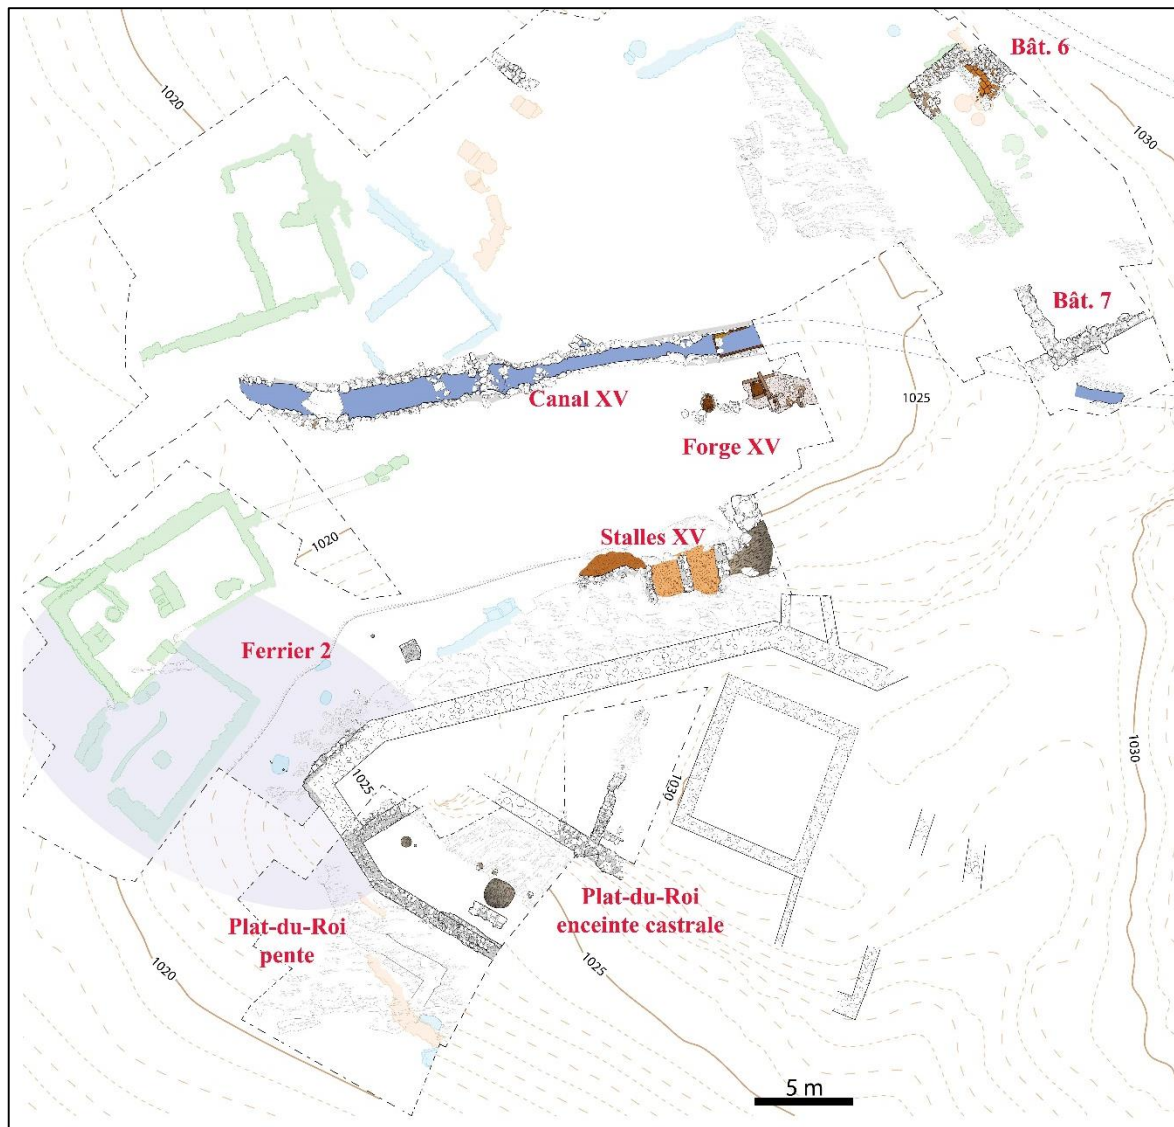 Bât. 6
1020
1030
Bât. 7
Canal XV
1025
Forge XV
Stalles XV
1020
Ferrier 2
1030
1025
1030
Plat-du-Roi
enceinte castrale
Plat-du-Roi
pente
1020
1025
5 m